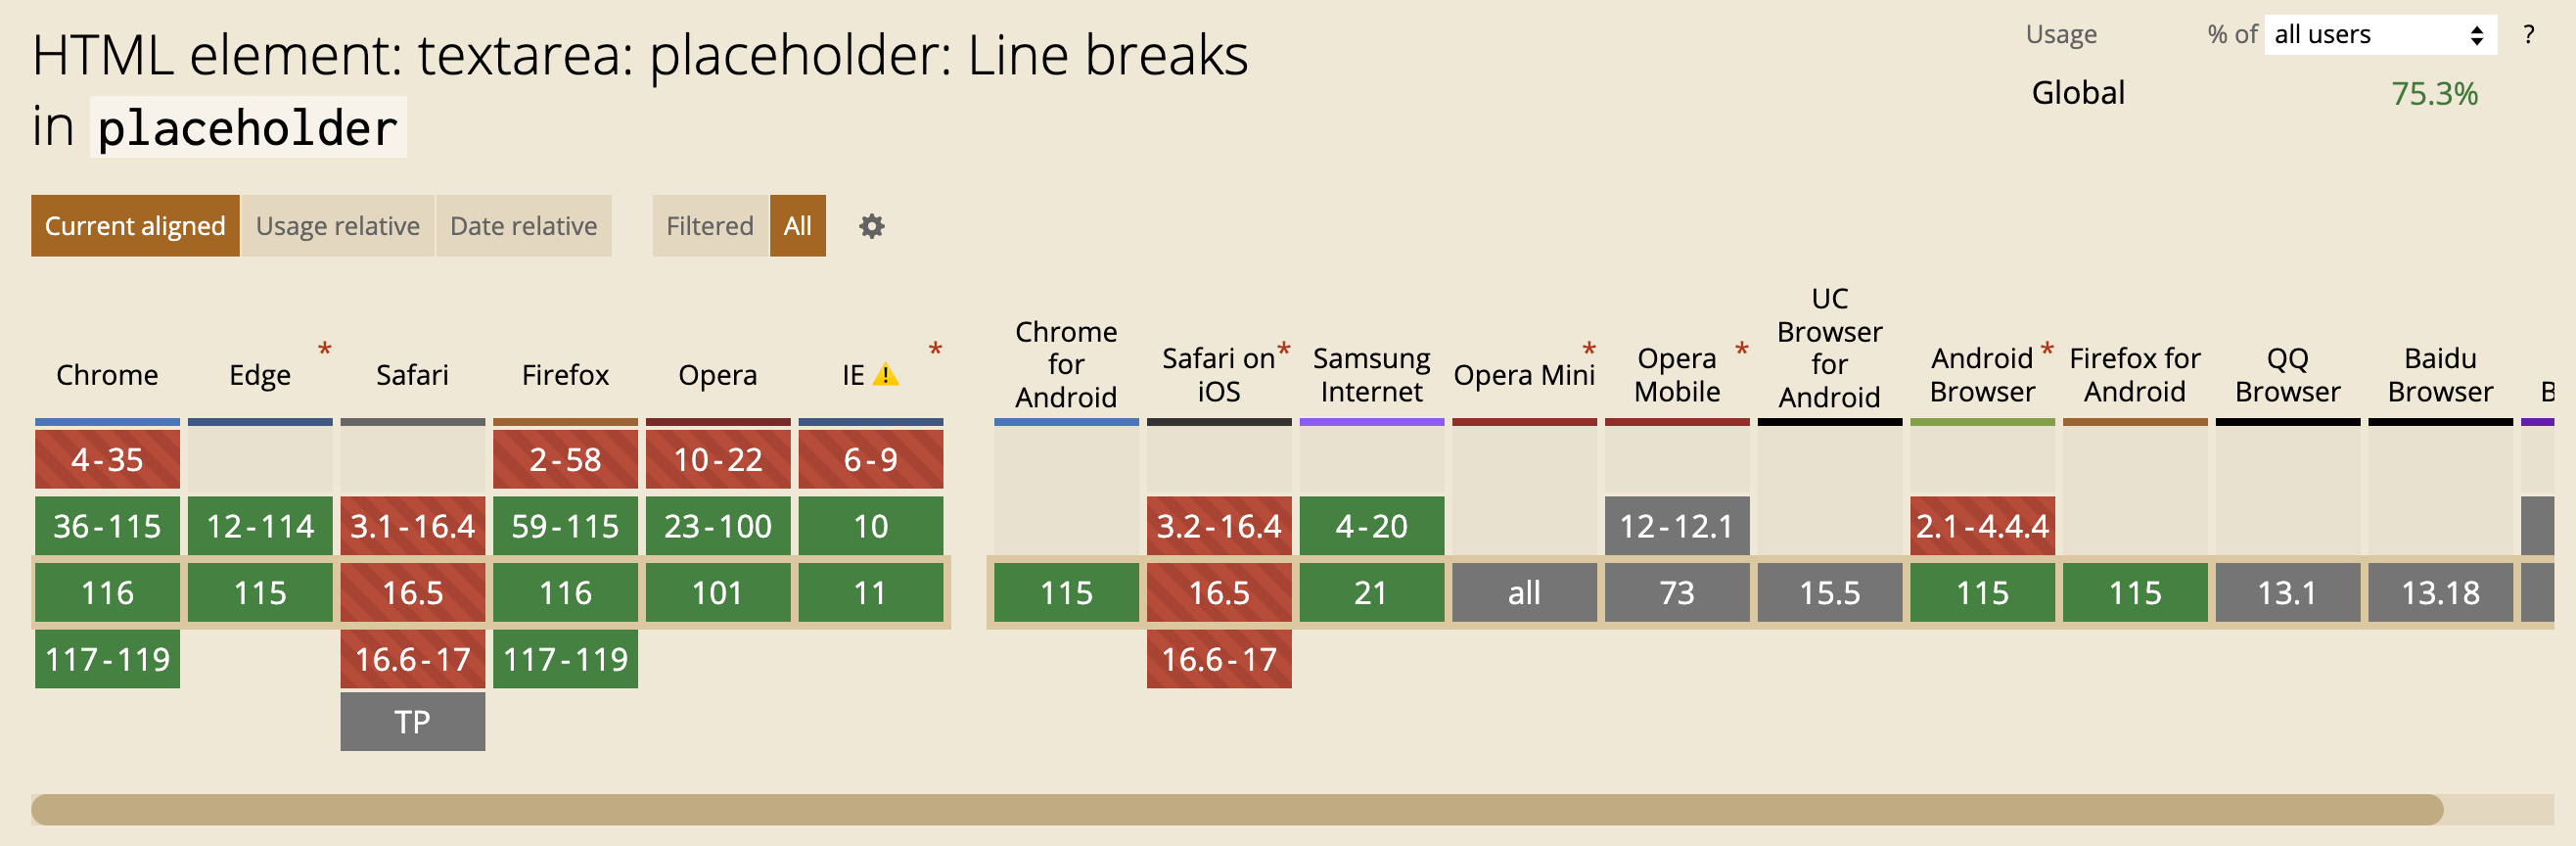 HTML element: textarea: placeholder: Line breaks
in placeholder
Usage % of all users ?
Global 75.3%
Current aligned Usage relative Date relative Filtered All
Chrome Edge * Safari Firefox Opera IE *
Chrome for Android Safari on iOS * Samsung Internet Opera Mini * Opera Mobile * UC Browser for Android Android Browser * Firefox for Android QQ Browser Baidu Browser B
4-35 2-58 10-22 6-9
36-115 12-114 3.1-16.4 59-115 23-100 10 3.2-16.4 4-20 12-12.1 2.1-4.4.4
116 115 16.5 116 101 11 115 16.5 21 all 73 15.5 115 115 13.1 13.18
117-119 16.6-17 117-119 16.6-17
TP